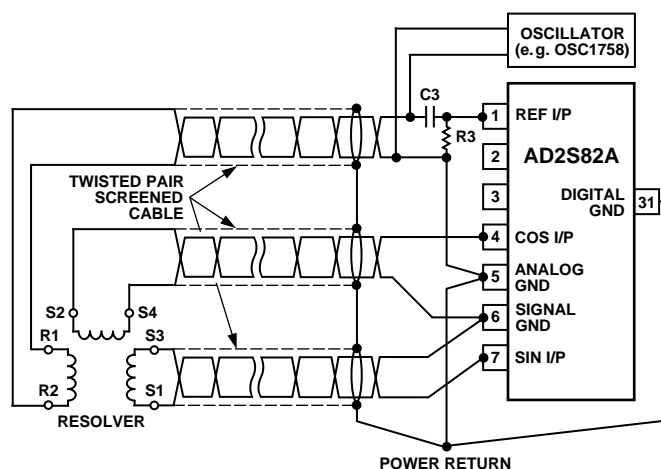 OSCILLATOR
(e.g. OSC1758)
C3
R3
1 REF I/P
2
AD2S82A
3
DIGITAL
GND
31
TWISTED PAIR
SCREENED
CABLE
4 COS I/P
5 ANALOG
GND
6 SIGNAL
GND
7 SIN I/P
S2
S4
R1
S3
R2
S1
RESOLVER
POWER RETURN